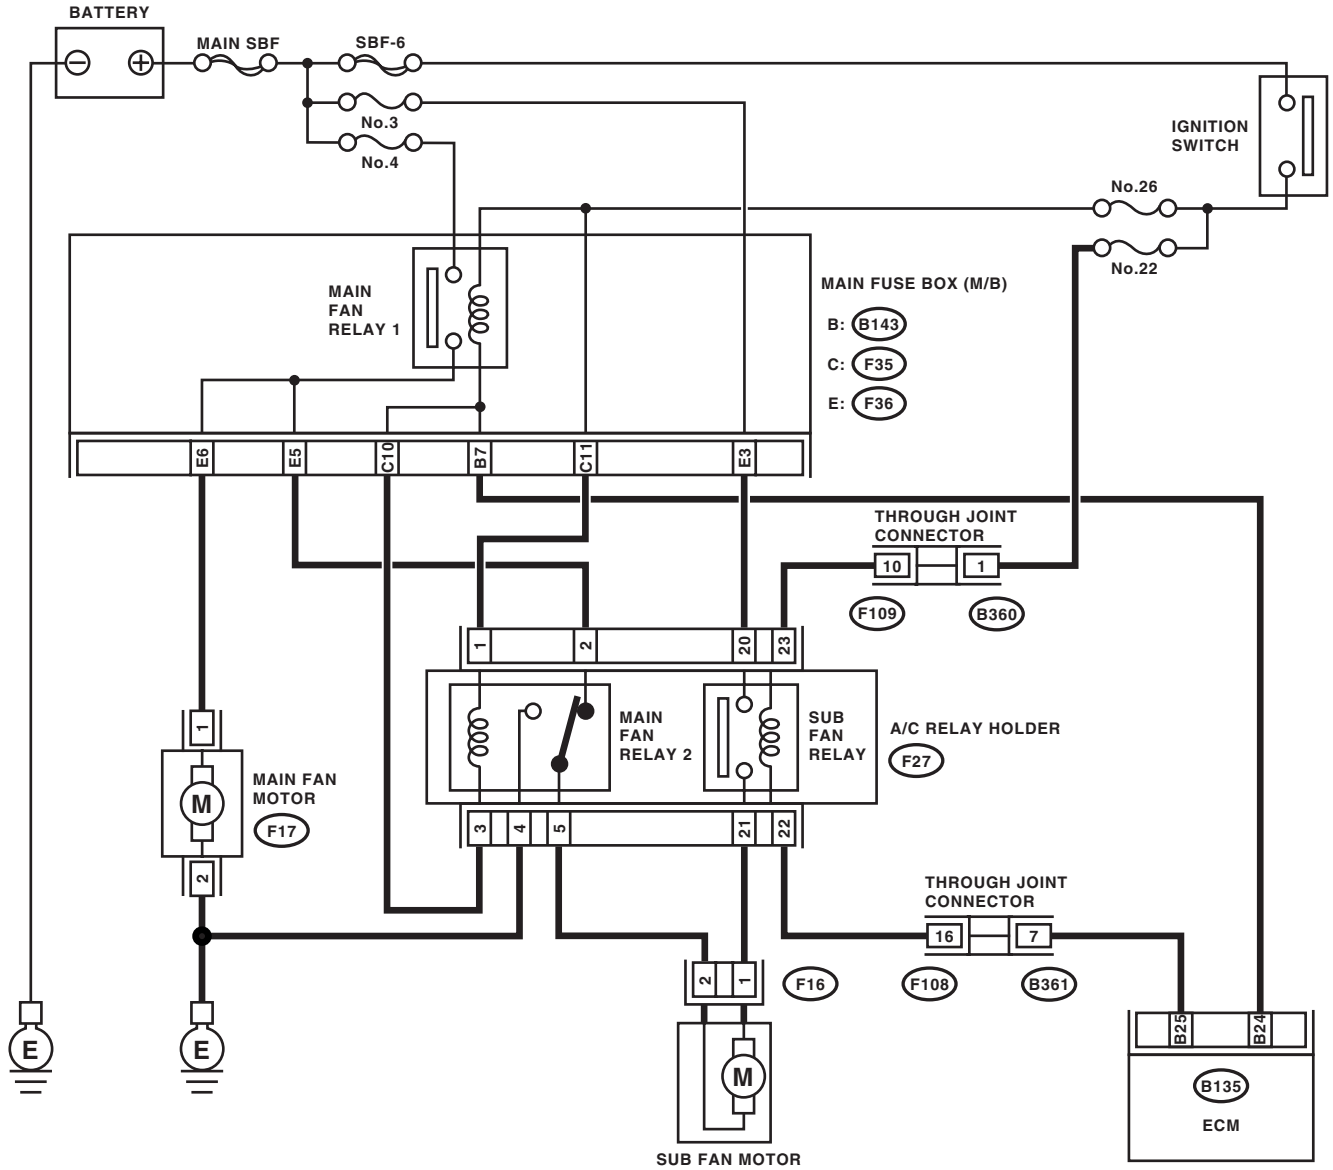 BATTERY
MAIN SBF
SBF-6
No.3
No.4
IGNITION
SWITCH
No.26
No.22
MAIN
FAN
RELAY 1
MAIN FUSE BOX (M/B)
B: B143
C: F35
E: F36
E6
E5
C10
B7
C11
E3
THROUGH JOINT
CONNECTOR
10
1
F109
B360
1
2
20
23
MAIN
FAN
RELAY 2
SUB
FAN
RELAY
A/C RELAY HOLDER
F27
3
4
5
21
22
1
M
2
MAIN FAN
MOTOR
F17
THROUGH JOINT
CONNECTOR
16
7
F108
B361
2
1
F16
M
SUB FAN MOTOR
E
E
B25
B24
B135
ECM